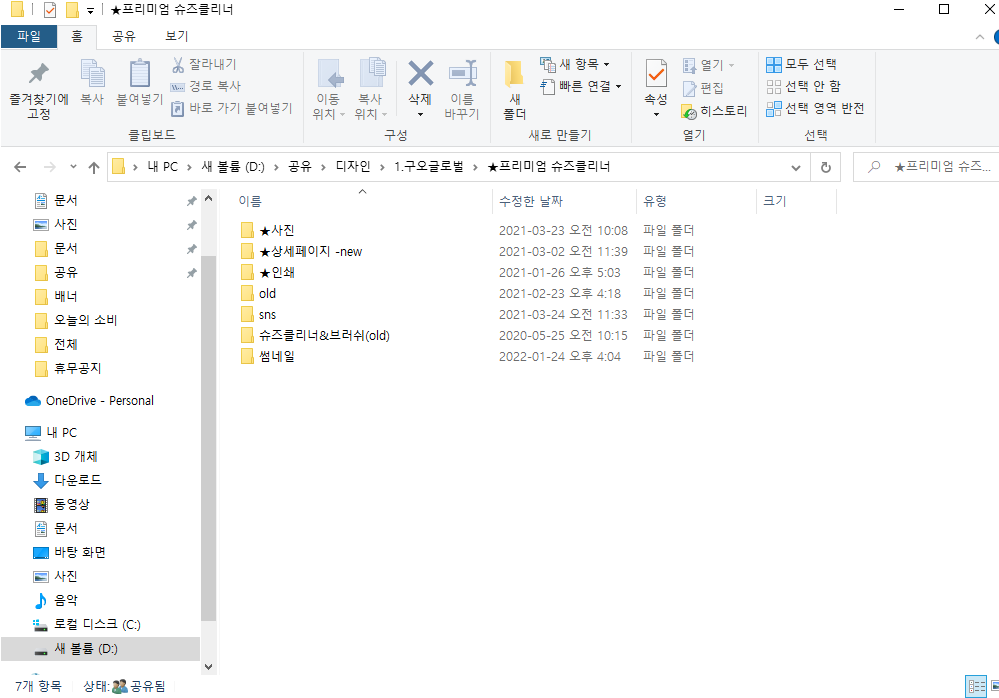 ★프리미엄 슈즈클리너
파일 홈 공유 보기
즐겨찾기에 고정
복사
붙여넣기
잘라내기
경로 복사
바로 가기 붙여넣기
클립보드
이동 위치
복사 위치
삭제
이름 바꾸기
구성
새 폴더
새 항목
빠른 연결
새로 만들기
속성
열기
편집
히스토리
열기
모두 선택
선택 안 함
선택 영역 반전
선택
내 PC > 새 볼륨 (D:) > 공유 > 디자인 > 1.구오글로벌 > ★프리미엄 슈즈클리너
★프리미엄 슈즈...
문서
사진
문서
공유
배너
오늘의 소비
전체
휴무공지
OneDrive - Personal
내 PC
3D 개체
다운로드
동영상
문서
바탕 화면
사진
음악
로컬 디스크 (C:)
새 볼륨 (D:)
이름 수정한 날짜 유형 크기
★사진 2021-03-23 오전 10:08 파일 폴더
★상세페이지 -new 2021-03-02 오전 11:39 파일 폴더
★인쇄 2021-01-26 오후 5:03 파일 폴더
old 2021-02-23 오후 4:18 파일 폴더
sns 2021-03-24 오전 11:33 파일 폴더
슈즈클리너&브러쉬(old) 2020-05-25 오전 10:15 파일 폴더
썸네일 2022-01-24 오후 4:04 파일 폴더
7개 항목 상태: 공유됨